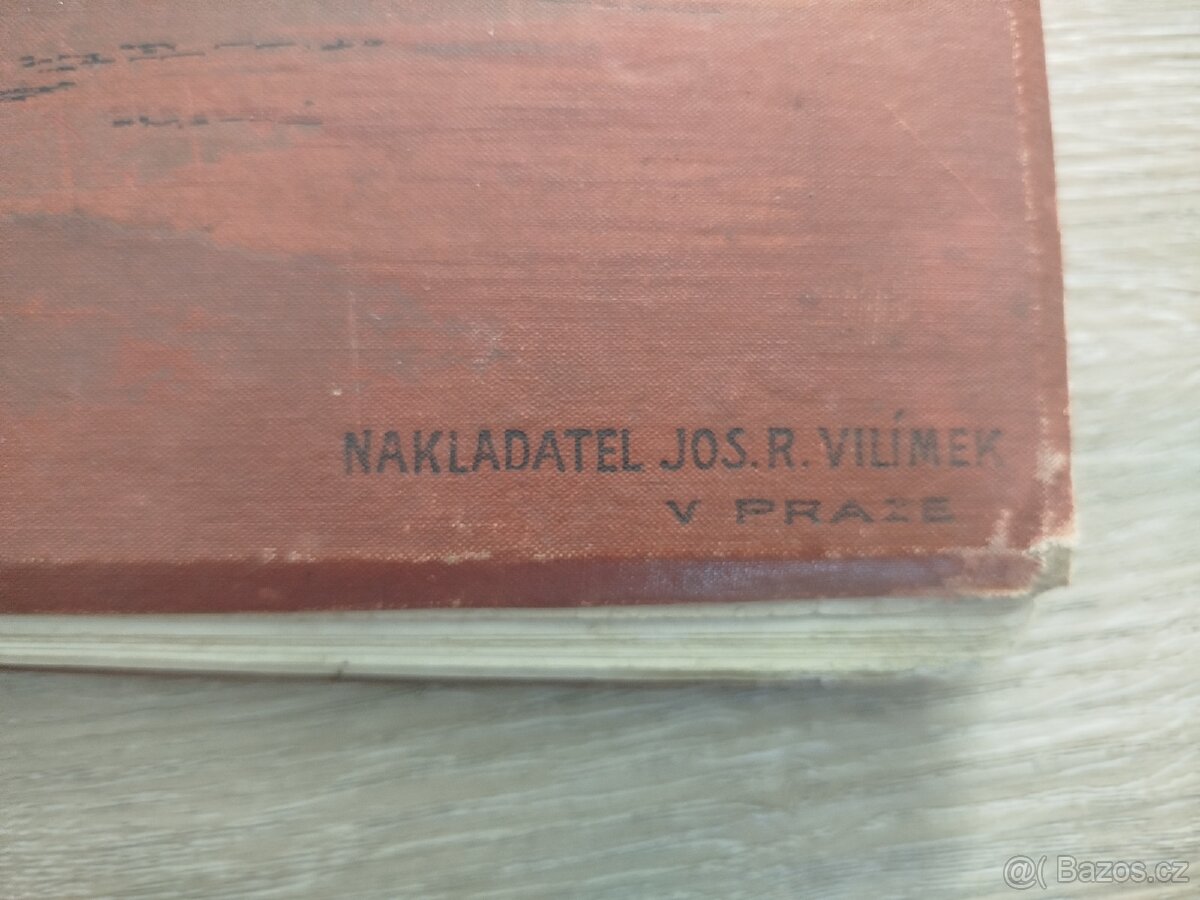 NAKLADATEL JOS. R. VILÍMEK
V PRAZE
@( Bazos.cz